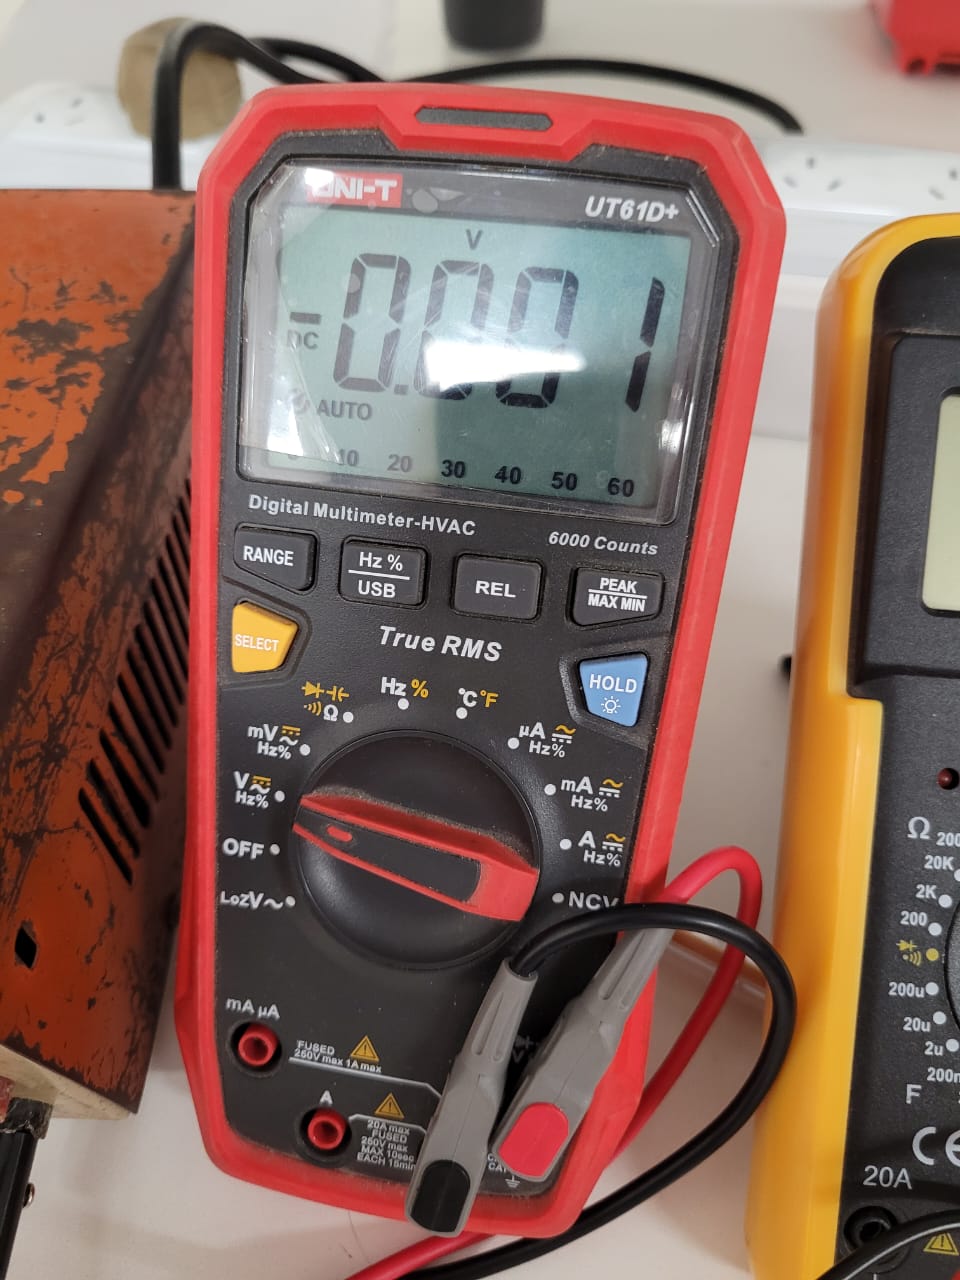 UNI-T
UT61D+
V
-0.001
DC
AUTO
10 20 30 40 50 60
Digital Multimeter-HVAC
6000 Counts
RANGE
Hz %
USB
REL
PEAK
MAX MIN
SELECT
True RMS
HOLD
Hz %
°C °F
Ω
mV
Hz%
µA
Hz%
V
Hz%
mA
Hz%
OFF
A
Hz%
LoZV~
NCV
mA µA
FUSED
250V max 1A max
A
20A max
FUSED
250V max
MAX 10sec
EACH 15min
Ω
200
20K
2K
200
200u
20u
2u
200n
F
CE
20A